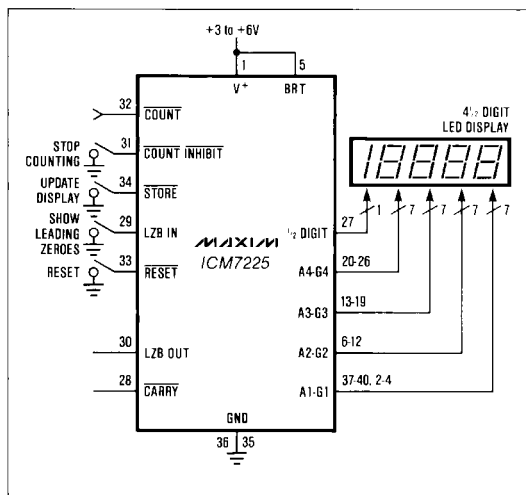 +3 to +6V
1
5
V+
BRT
32
COUNT
4½ DIGIT
LED DISPLAY
STOP
COUNTING
31
COUNT INHIBIT
UPDATE
DISPLAY
34
STORE
18888
SHOW
LEADING
ZEROES
29
LZB IN
MAXIM
ICM7225
½ DIGIT
27
1
7
7
7
7
RESET
33
RESET
A4-G4
20-26
A3-G3
13-19
30
LZB OUT
A2-G2
6-12
28
CARRY
A1-G1
37-40, 2-4
GND
36
35